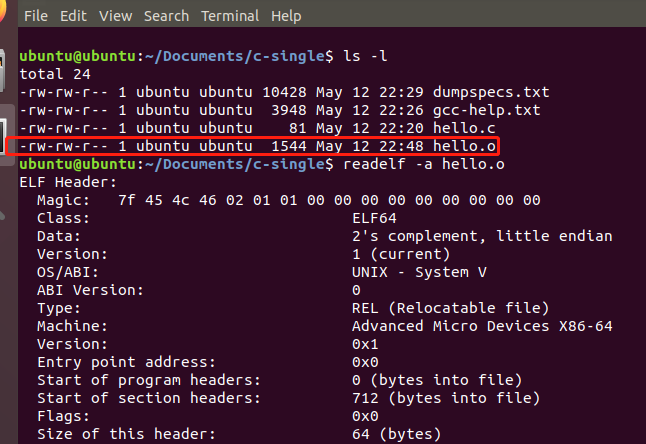 File Edit View Search Terminal Help
ubuntu@ubuntu:~/Documents/c-single$ ls -l
total 24
-rw-rw-r-- 1 ubuntu ubuntu 10428 May 12 22:29 dumpspecs.txt
-rw-rw-r-- 1 ubuntu ubuntu  3948 May 12 22:26 gcc-help.txt
-rw-rw-r-- 1 ubuntu ubuntu    81 May 12 22:20 hello.c
-rw-rw-r-- 1 ubuntu ubuntu  1544 May 12 22:48 hello.o
ubuntu@ubuntu:~/Documents/c-single$ readelf -a hello.o
ELF Header:
  Magic:   7f 45 4c 46 02 01 01 00 00 00 00 00 00 00 00 00
  Class:                             ELF64
  Data:                              2's complement, little endian
  Version:                           1 (current)
  OS/ABI:                            UNIX - System V
  ABI Version:                       0
  Type:                              REL (Relocatable file)
  Machine:                           Advanced Micro Devices X86-64
  Version:                           0x1
  Entry point address:               0x0
  Start of program headers:          0 (bytes into file)
  Start of section headers:          712 (bytes into file)
  Flags:                             0x0
  Size of this header:               64 (bytes)